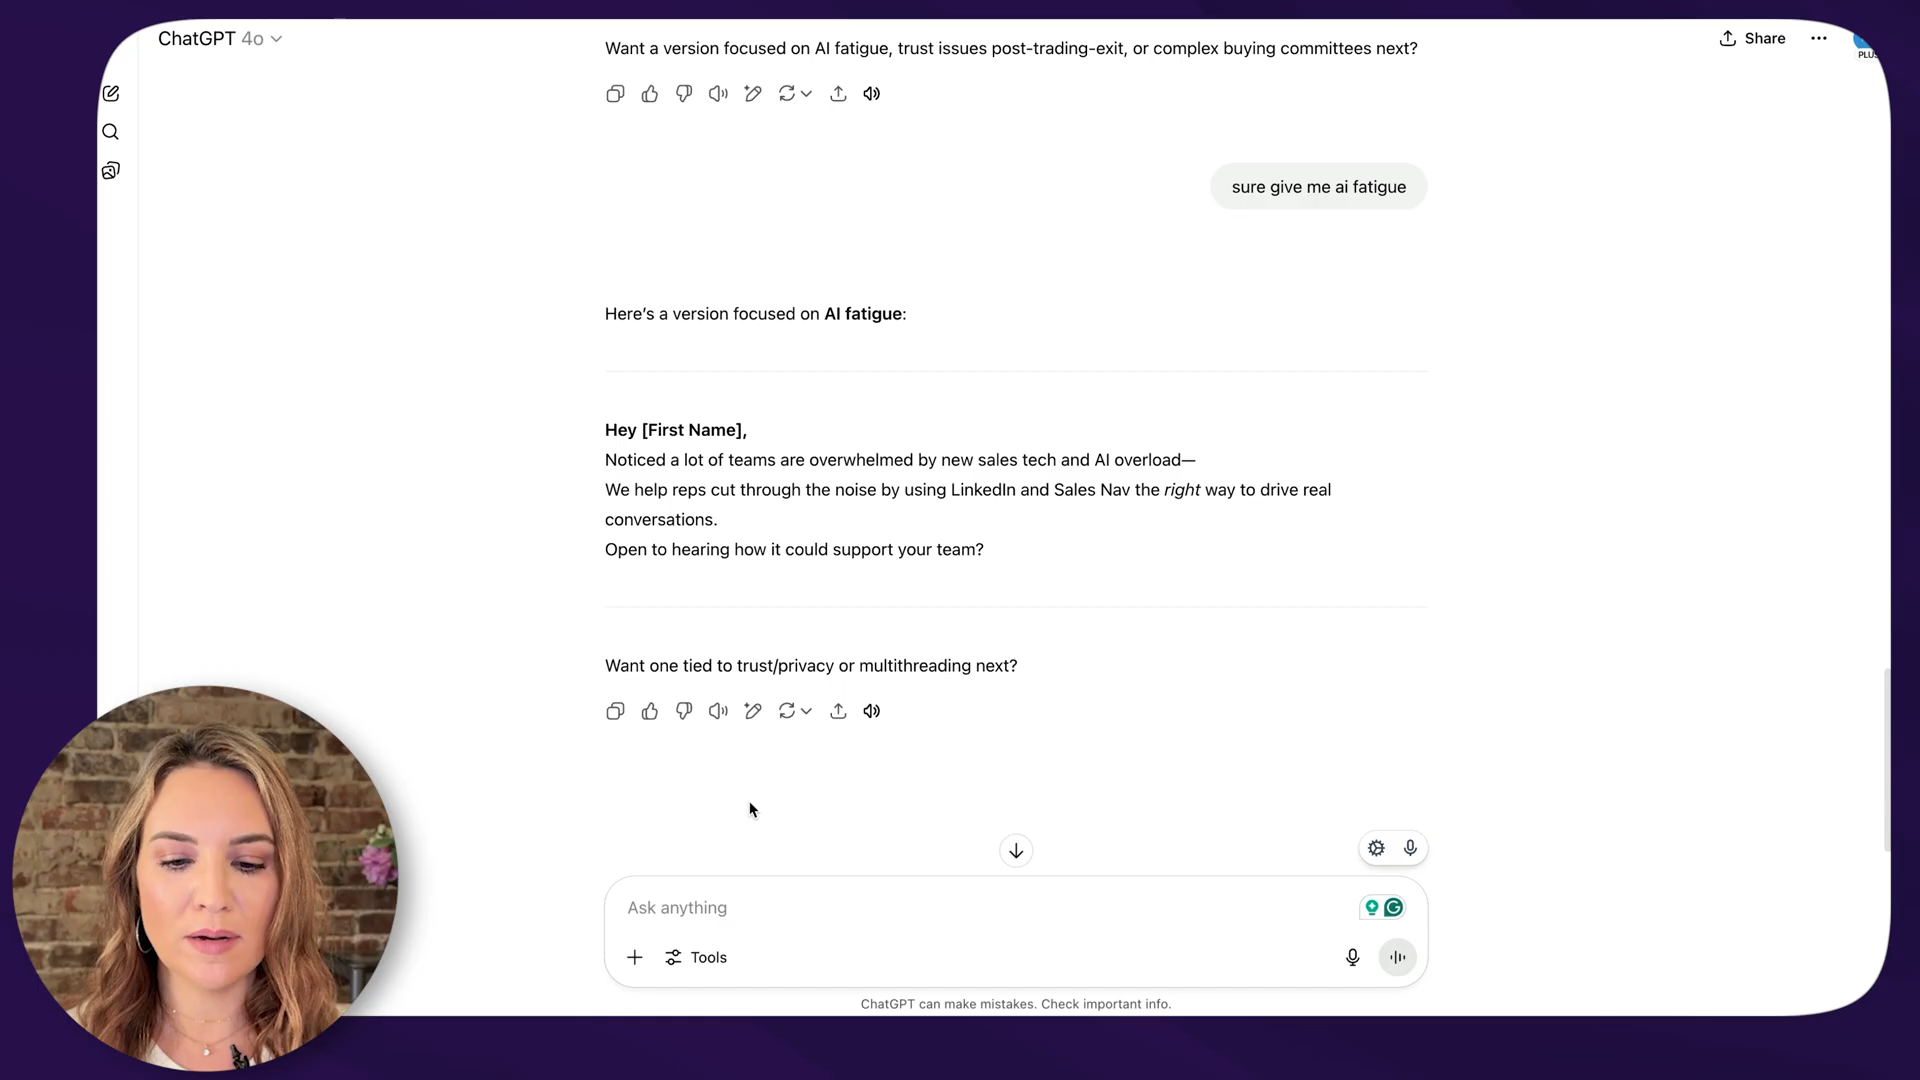 ChatGPT 4o
Share
PLUS
Want a version focused on AI fatigue, trust issues post-trading-exit, or complex buying committees next?
sure give me ai fatigue
Here's a version focused on AI fatigue:
Hey [First Name],
Noticed a lot of teams are overwhelmed by new sales tech and AI overload—
We help reps cut through the noise by using LinkedIn and Sales Nav the right way to drive real
conversations.
Open to hearing how it could support your team?
Want one tied to trust/privacy or multithreading next?
Ask anything
Tools
ChatGPT can make mistakes. Check important info.